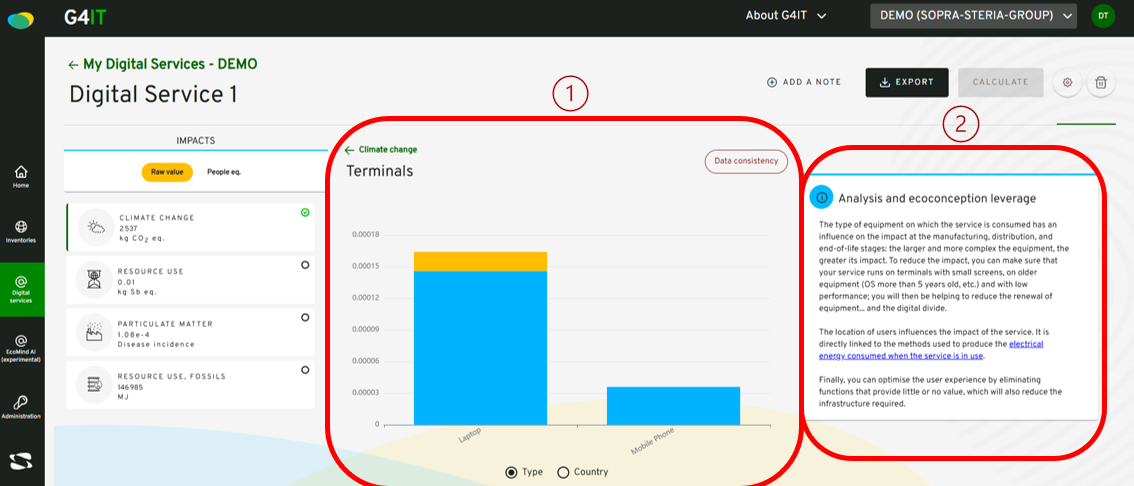 G4IT
About G4IT
DEMO (SOPRA-STERIA-GROUP)
DT
← My Digital Services - DEMO
Digital Service 1
ADD A NOTE
EXPORT
CALCULATE
1
2
Home
Inventories
Digital
services
EcoMind AI
(experimental)
Administration
IMPACTS
Raw value
People eq.
CLIMATE CHANGE
2537
kg CO2 eq.
RESOURCE USE
0.01
kg Sb eq.
PARTICULATE MATTER
1.08e-4
Disease incidence
RESOURCE USE, FOSSILS
146985
MJ
← Climate change
Terminals
Data consistency
0.00018
0.00015
0.00012
0.00009
0.00006
0.00003
0
Laptop
Mobile Phone
Type
Country
Analysis and ecoconception leverage
The type of equipment on which the service is consumed has an
influence on the impact at the manufacturing, distribution, and
end-of-life stages: the larger and more complex the equipment, the
greater its impact. To reduce the impact, you can make sure that
your service runs on terminals with small screens, on older
equipment (OS more than 5 years old, etc.) and with low
performance; you will then be helping to reduce the renewal of
equipment... and the digital divide.
The location of users influences the impact of the service. It is
directly linked to the methods used to produce the electrical
energy consumed when the service is in use.
Finally, you can optimise the user experience by eliminating
functions that provide little or no value, which will also reduce the
infrastructure required.